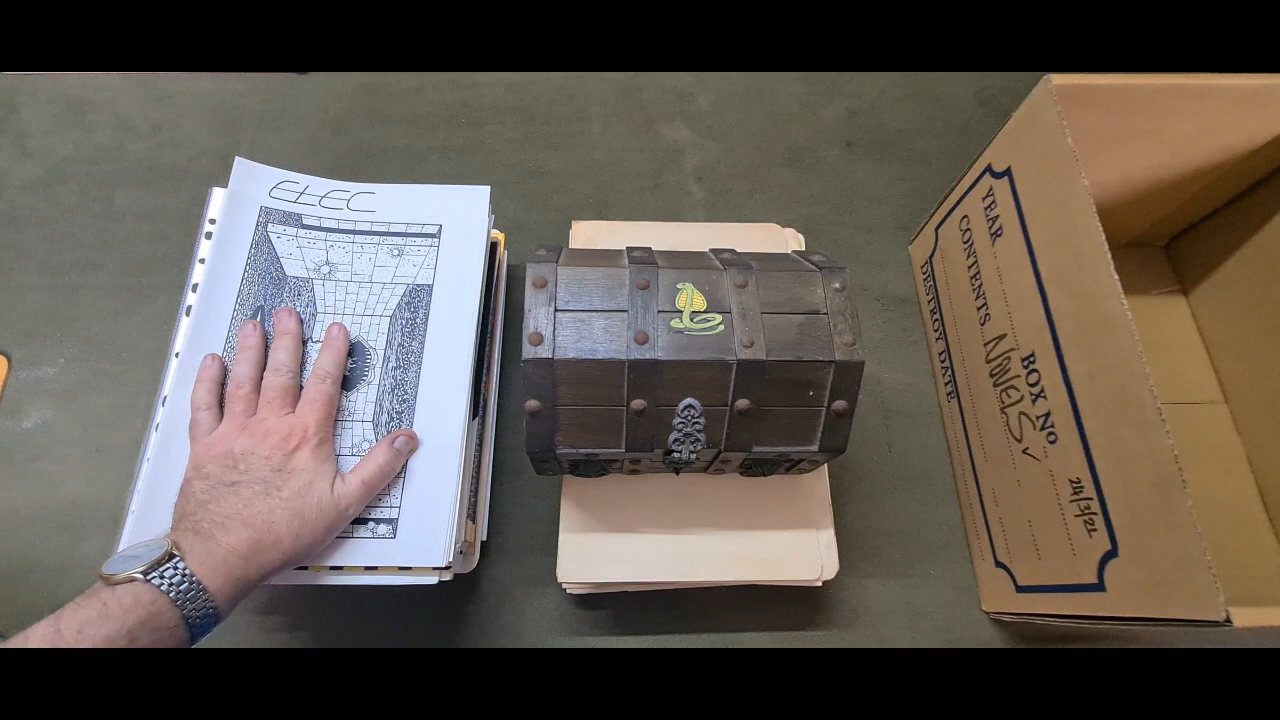 ELEC
YEAR
CONTENTS NOVELS ✓
DESTROY DATE
BOX Nº
24/3/22